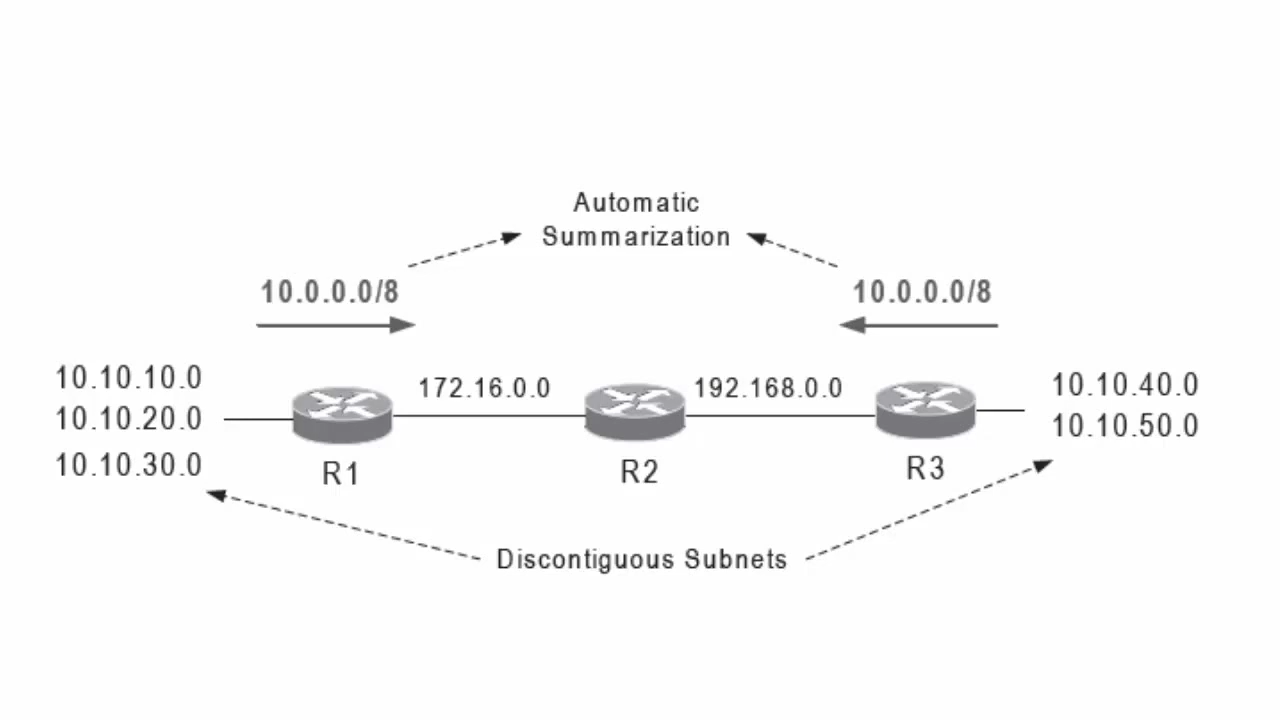 Automatic
Summarization
10.0.0.0/8
10.0.0.0/8
10.10.10.0
10.10.20.0
10.10.30.0
172.16.0.0
192.168.0.0
10.10.40.0
10.10.50.0
R1
R2
R3
Discontiguous Subnets